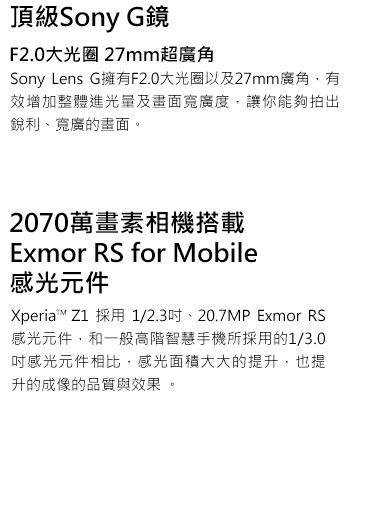 頂級Sony G鏡
F2.0大光圈 27mm超廣角
Sony Lens G擁有F2.0大光圈以及27mm廣角，有
效增加整體進光量及畫面寬廣度，讓你能夠拍出
銳利、寬廣的畫面。
2070萬畫素相機搭載
Exmor RS for Mobile
感光元件
Xperia™ Z1 採用 1/2.3吋、20.7MP Exmor RS
感光元件，和一般高階智慧手機所採用的1/3.0
吋感光元件相比，感光面積大大的提升，也提
升的成像的品質與效果 。